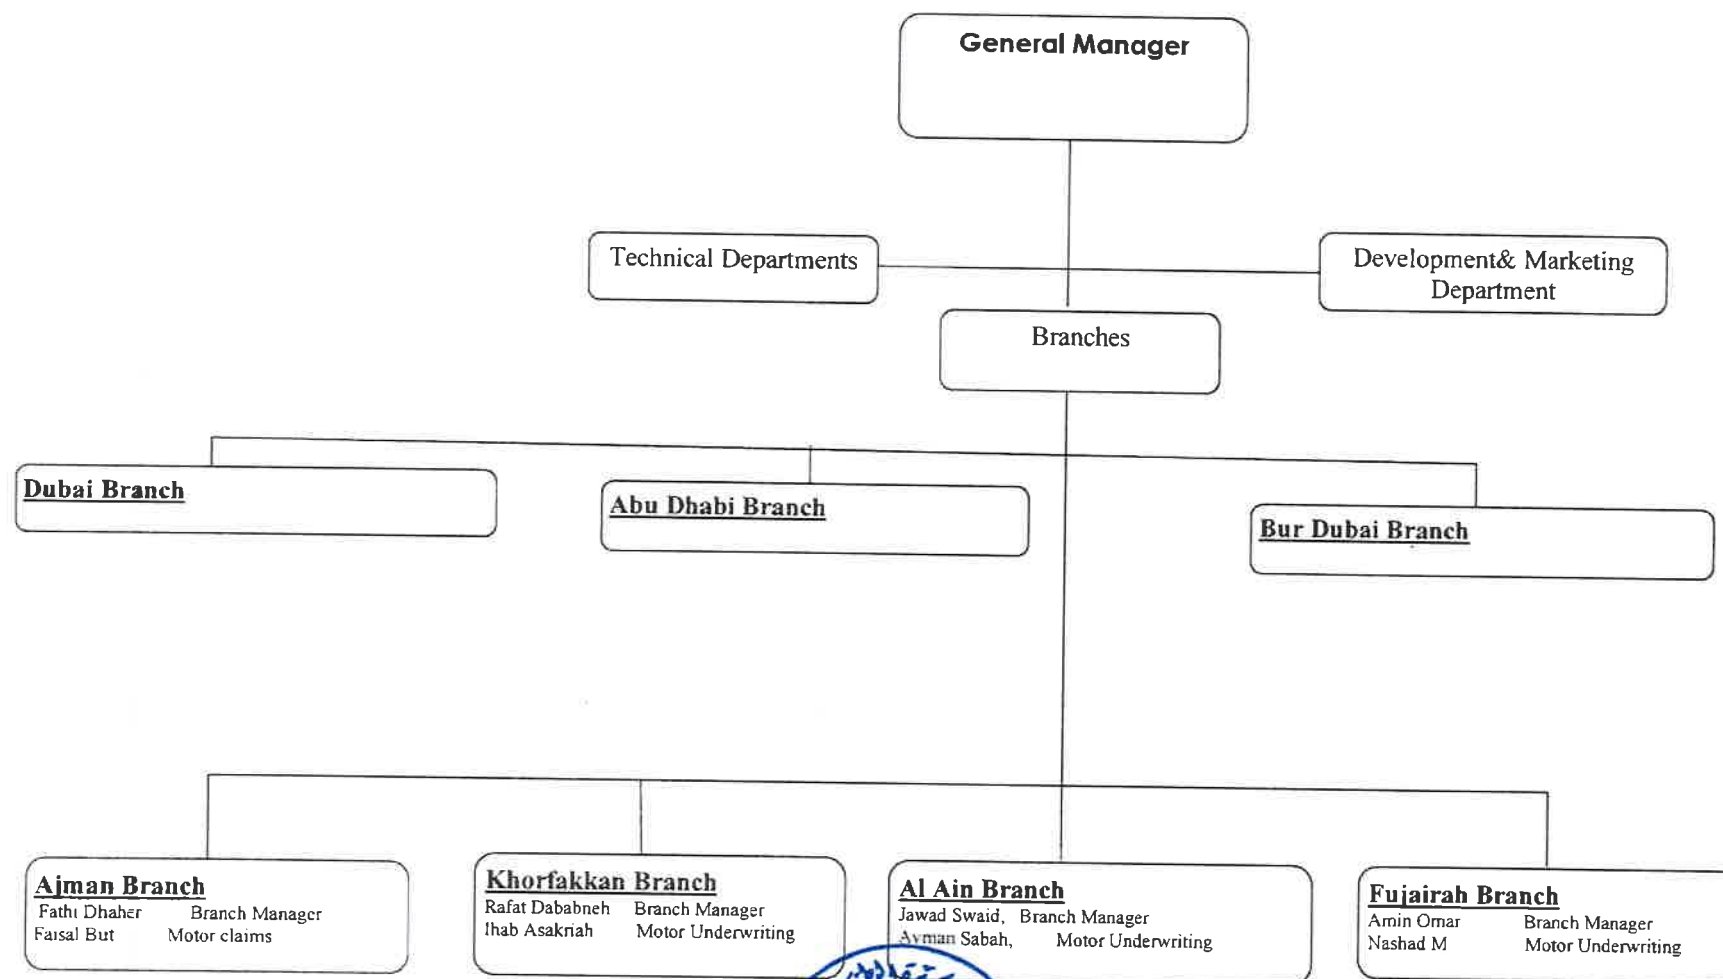 General Manager
Technical Departments
Development& Marketing
Department
Branches
Dubai Branch
Abu Dhabi Branch
Bur Dubai Branch
Ajman Branch
Fathi Dhaher Branch Manager
Faisal But Motor claims
Khorfakkan Branch
Rafat Dababneh Branch Manager
Ihab Asakriah Motor Underwriting
Al Ain Branch
Jawad Swaid, Branch Manager
Ayman Sabah, Motor Underwriting
Fujairah Branch
Amin Omar Branch Manager
Nashad M Motor Underwriting